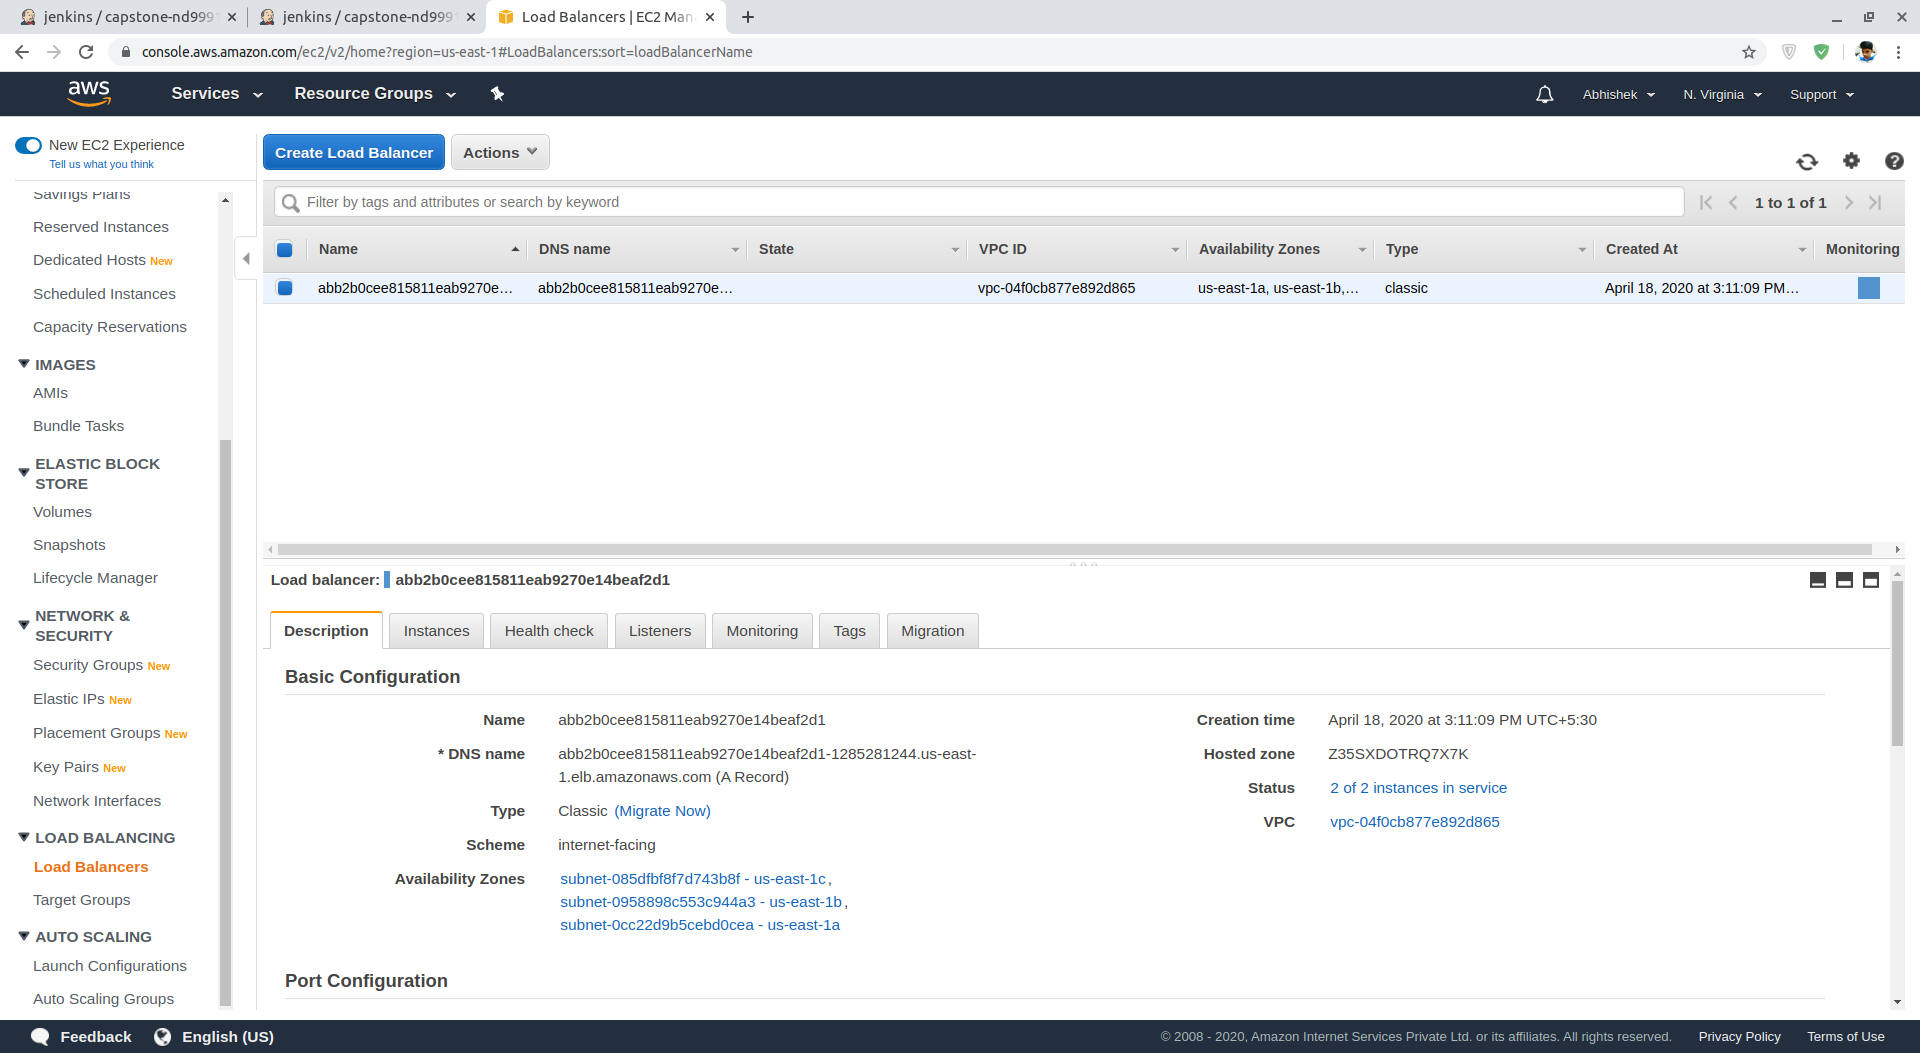 jenkins / capstone-nd9991
jenkins / capstone-nd9991
Load Balancers | EC2 Man
console.aws.amazon.com/ec2/v2/home?region=us-east-1#LoadBalancers:sort=loadBalancerName
aws
Services
Resource Groups
Abhishek
N. Virginia
Support
New EC2 Experience
Tell us what you think
Savings Plans
Reserved Instances
Dedicated Hosts New
Scheduled Instances
Capacity Reservations
IMAGES
AMIs
Bundle Tasks
ELASTIC BLOCK
STORE
Volumes
Snapshots
Lifecycle Manager
NETWORK &
SECURITY
Security Groups New
Elastic IPs New
Placement Groups New
Key Pairs New
Network Interfaces
LOAD BALANCING
Load Balancers
Target Groups
AUTO SCALING
Launch Configurations
Auto Scaling Groups
Create Load Balancer
Actions
Filter by tags and attributes or search by keyword
1 to 1 of 1
Name DNS name State VPC ID Availability Zones Type Created At Monitoring
abb2b0cee815811eab9270e… abb2b0cee815811eab9270e… vpc-04f0cb877e892d865 us-east-1a, us-east-1b,… classic April 18, 2020 at 3:11:09 PM…
Load balancer: abb2b0cee815811eab9270e14beaf2d1
Description Instances Health check Listeners Monitoring Tags Migration
Basic Configuration
Name abb2b0cee815811eab9270e14beaf2d1
* DNS name abb2b0cee815811eab9270e14beaf2d1-1285281244.us-east-
1.elb.amazonaws.com (A Record)
Type Classic (Migrate Now)
Scheme internet-facing
Availability Zones subnet-085dfbf8f7d743b8f - us-east-1c,
subnet-0958898c553c944a3 - us-east-1b,
subnet-0cc22d9b5cebd0cea - us-east-1a
Creation time April 18, 2020 at 3:11:09 PM UTC+5:30
Hosted zone Z35SXDOTRQ7X7K
Status 2 of 2 instances in service
VPC vpc-04f0cb877e892d865
Port Configuration
Feedback
English (US)
© 2008 - 2020, Amazon Internet Services Private Ltd. or its affiliates. All rights reserved.
Privacy Policy
Terms of Use